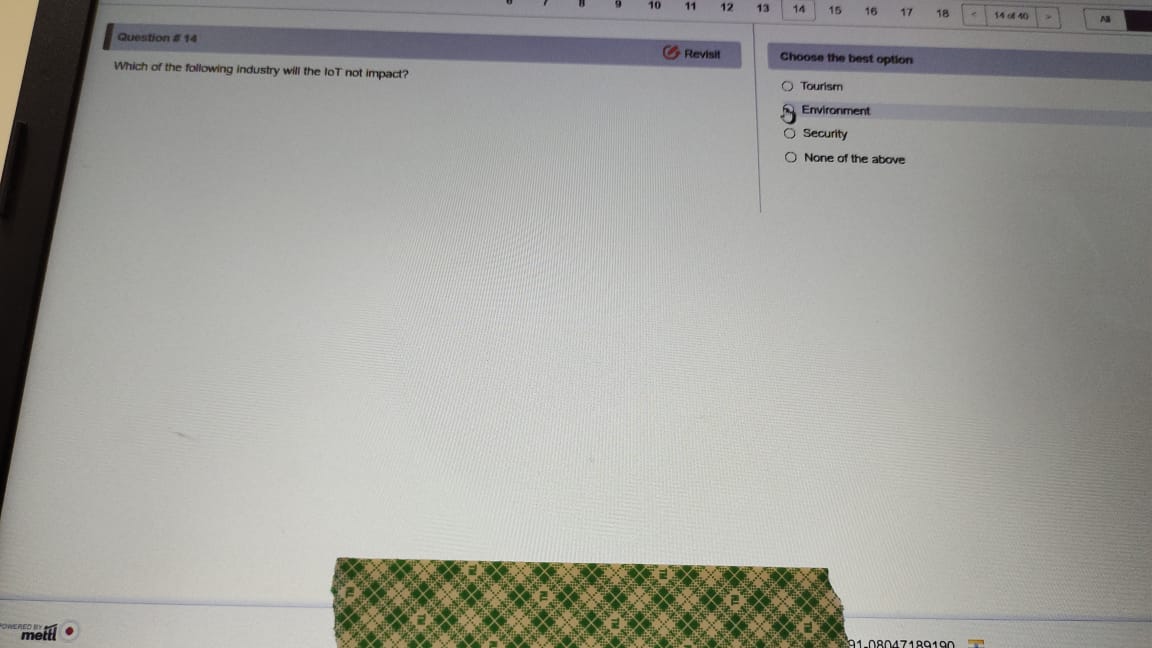 8 9 10 11 12 13 14 15 16 17 18 < 14 of 40 > All
Question # 14
Revisit
Which of the following industry will the IoT not impact?
Choose the best option
Tourism
Environment
Security
None of the above
POWERED BY
mettl
91-08047189190